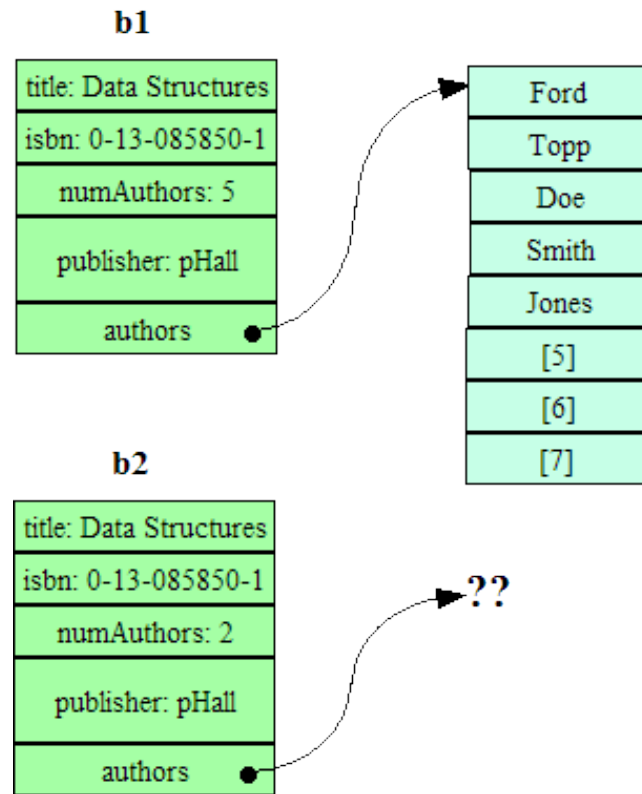 b1
title: Data Structures
isbn: 0-13-085850-1
numAuthors: 5
publisher: pHall
authors
Ford
Topp
Doe
Smith
Jones
[5]
[6]
[7]
b2
title: Data Structures
isbn: 0-13-085850-1
numAuthors: 2
publisher: pHall
authors
??